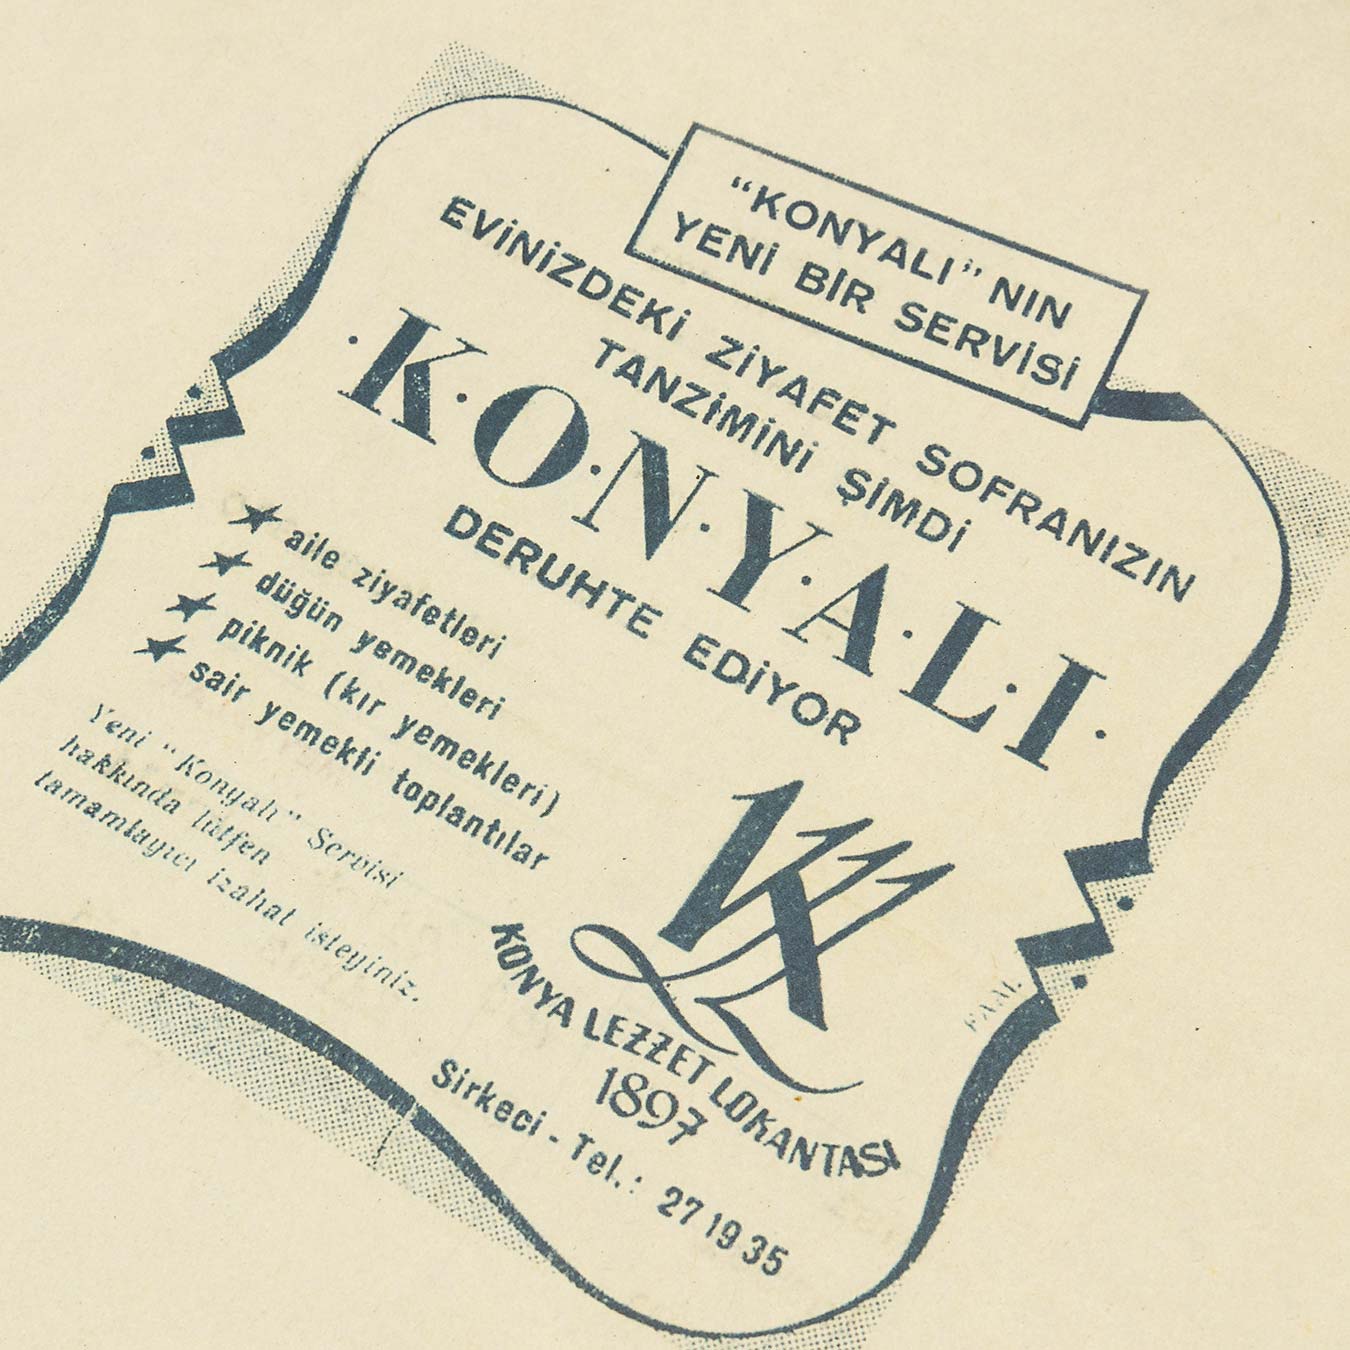 "KONYALI" NIN
YENİ BİR SERVİSİ
EVİNİZDEKİ ZİYAFET SOFRANIZIN
TANZİMİNİ ŞİMDİ
·K·O·N·Y·A·L·I·
DERUHTE EDİYOR
★ aile ziyafetleri
★ düğün yemekleri
★ piknik (kır yemekleri)
★ sair yemekli toplantılar
Yeni "Konyalı" Servisi
hakkında lütfen
tamamlayıcı izahat isteyiniz.
KONYA LEZZET LOKANTASI
1897
Sirkeci - Tel.: 27 19 35
FAAL